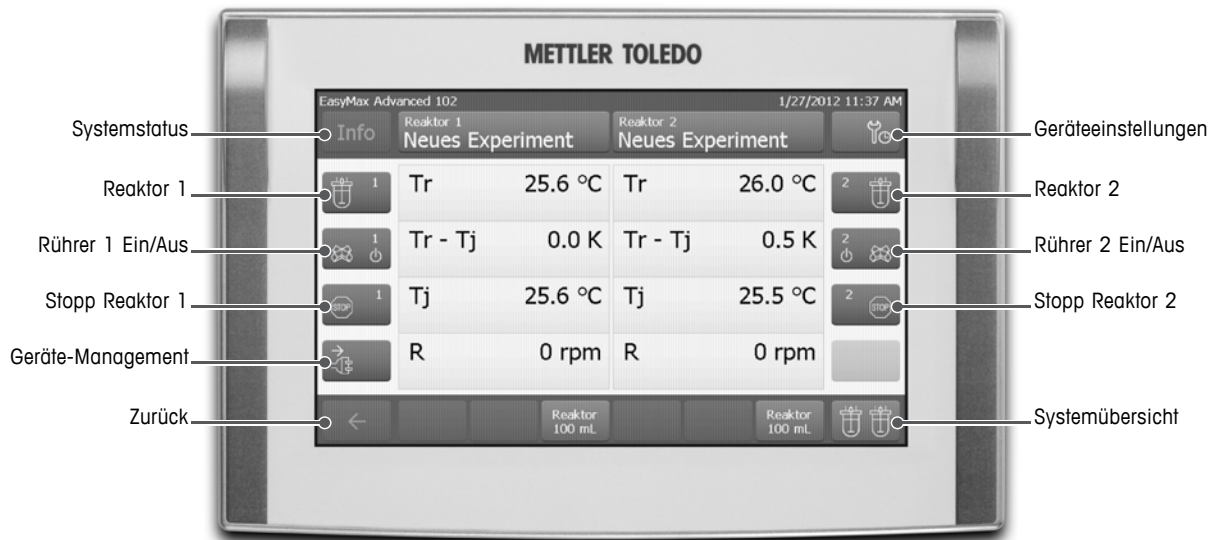 METTLER TOLEDO
EasyMax Advanced 102 1/27/2012 11:37 AM
Systemstatus
Info
Reaktor 1
Neues Experiment
Reaktor 2
Neues Experiment
Geräteeinstellungen
Reaktor 1
1
Tr 25.6 °C
Tr 26.0 °C
2
Reaktor 2
Rührer 1 Ein/Aus
1
Tr - Tj 0.0 K
Tr - Tj 0.5 K
2
Rührer 2 Ein/Aus
Stopp Reaktor 1
STOP 1
Tj 25.6 °C
Tj 25.5 °C
2 STOP
Stopp Reaktor 2
Geräte-Management
R 0 rpm
R 0 rpm
Zurück
Reaktor
100 mL
Reaktor
100 mL
Systemübersicht